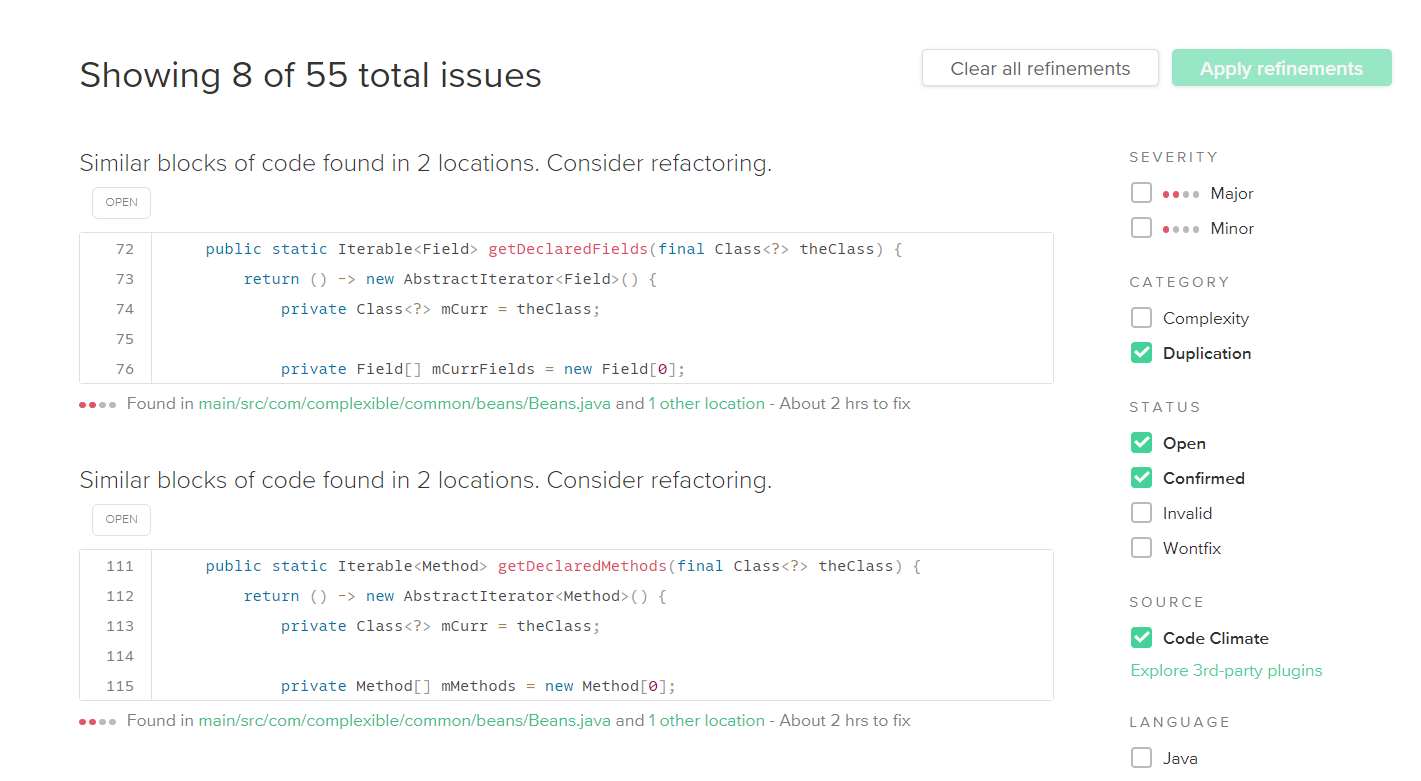 Showing 8 of 55 total issues
Clear all refinements
Apply refinements
Similar blocks of code found in 2 locations. Consider refactoring.
OPEN
72 public static Iterable<Field> getDeclaredFields(final Class<?> theClass) {
73 return () -> new AbstractIterator<Field>() {
74 private Class<?> mCurr = theClass;
75
76 private Field[] mCurrFields = new Field[0];
Found in main/src/com/complexible/common/beans/Beans.java and 1 other location - About 2 hrs to fix
Similar blocks of code found in 2 locations. Consider refactoring.
OPEN
111 public static Iterable<Method> getDeclaredMethods(final Class<?> theClass) {
112 return () -> new AbstractIterator<Method>() {
113 private Class<?> mCurr = theClass;
114
115 private Method[] mMethods = new Method[0];
Found in main/src/com/complexible/common/beans/Beans.java and 1 other location - About 2 hrs to fix
SEVERITY
Major
Minor
CATEGORY
Complexity
Duplication
STATUS
Open
Confirmed
Invalid
Wontfix
SOURCE
Code Climate
Explore 3rd-party plugins
LANGUAGE
Java